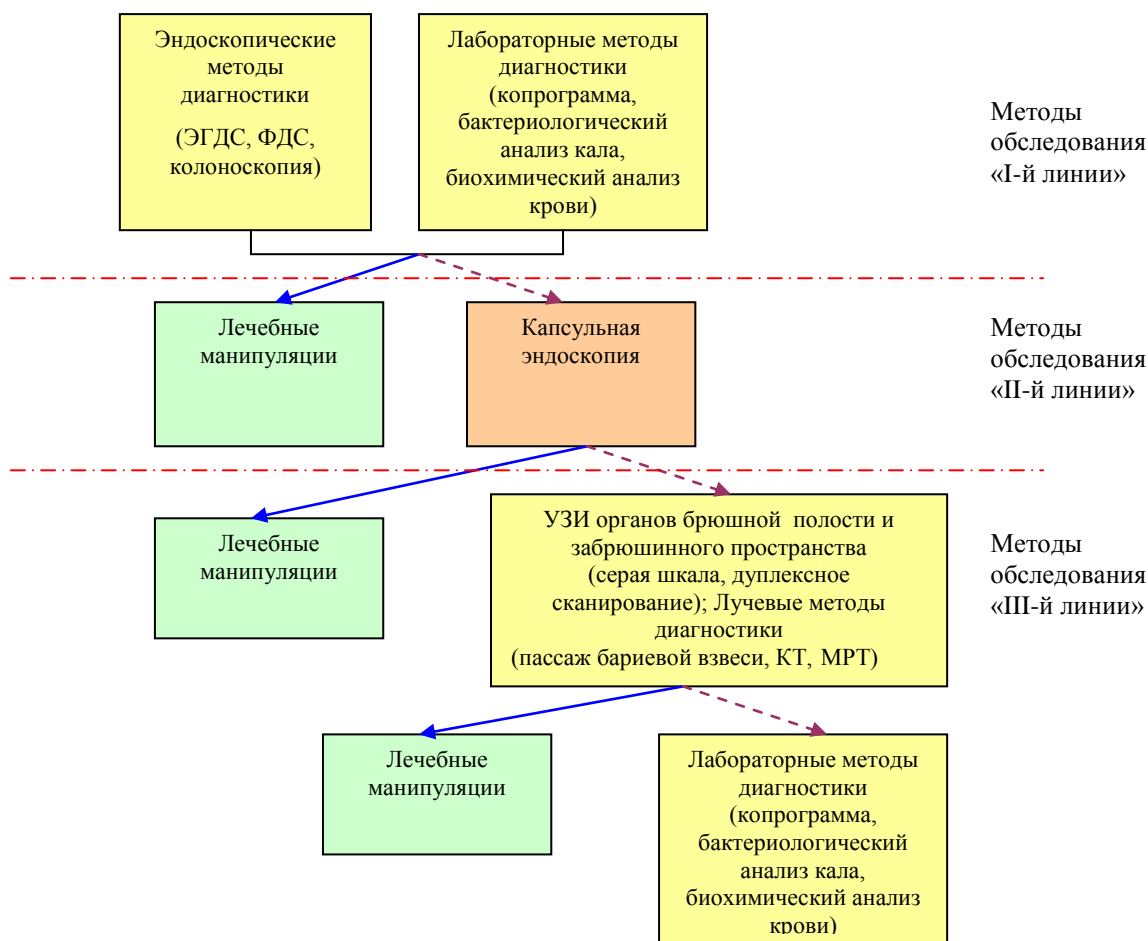 Эндоскопические
методы
диагностики
(ЭГДС, ФДС,
колоноскопия)
Лабораторные методы
диагностики
(копрограмма,
бактериологический
анализ кала,
биохимический анализ
крови)
Методы
обследования
«I-й линии»
Лечебные
манипуляции
Капсульная
эндоскопия
Методы
обследования
«II-й линии»
Лечебные
манипуляции
УЗИ органов брюшной полости и
забрюшинного пространства
(серая шкала, дуплексное
сканирование); Лучевые методы
диагностики
(пассаж бариевой взвеси, КТ, МРТ)
Методы
обследования
«III-й линии»
Лечебные
манипуляции
Лабораторные методы
диагностики
(копрограмма,
бактериологический
анализ кала,
биохимический анализ
крови)